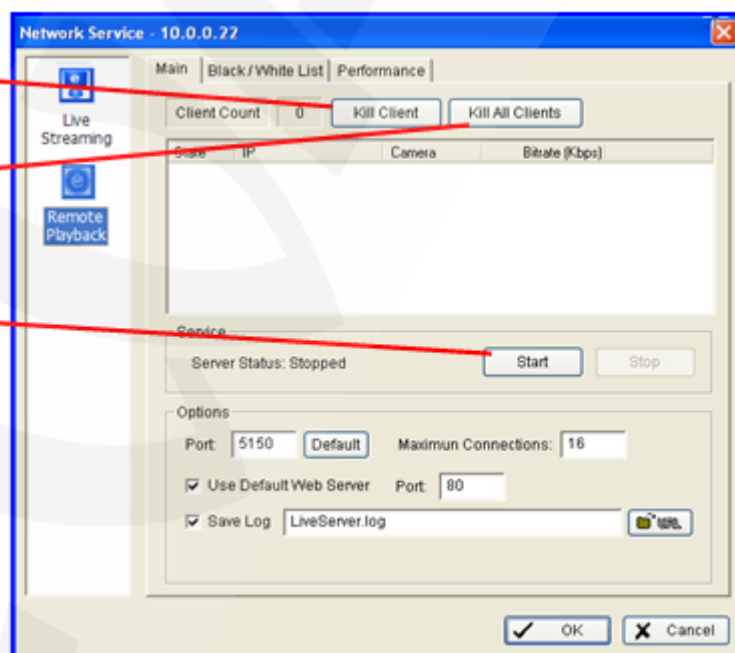 Network Service - 10.0.0.22
Live Streaming
Remote Playback
Main Black/White List Performance
Client Count 0 Kill Client Kill All Clients
State IP Camera Bitrate (Kbps)
Service
Server Status: Stopped Start Stop
Options
Port 5150 Default Maximun Connections: 16
Use Default Web Server Port 80
Save Log LiveServer.log
OK Cancel